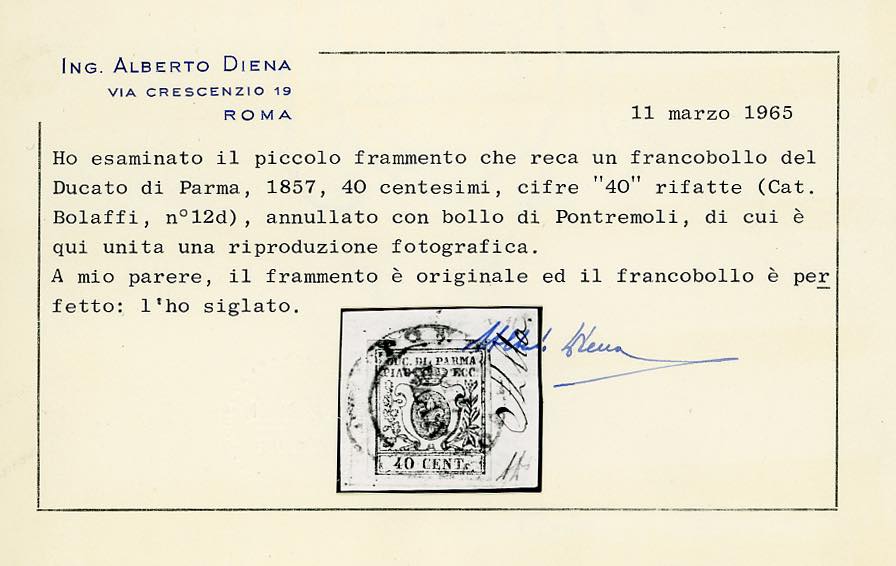 ING. ALBERTO DIENA
VIA CRESCENZIO 19
ROMA
11 marzo 1965
Ho esaminato il piccolo frammento che reca un francobollo del
Ducato di Parma, 1857, 40 centesimi, cifre "40" rifatte (Cat.
Bolaffi, n°12d), annullato con bollo di Pontremoli, di cui è
qui unita una riproduzione fotografica.
A mio parere, il frammento è originale ed il francobollo è per
fetto: l'ho siglato.
Diena
DUC. DI PARMA
PIAC. ECC.
40 CENT.